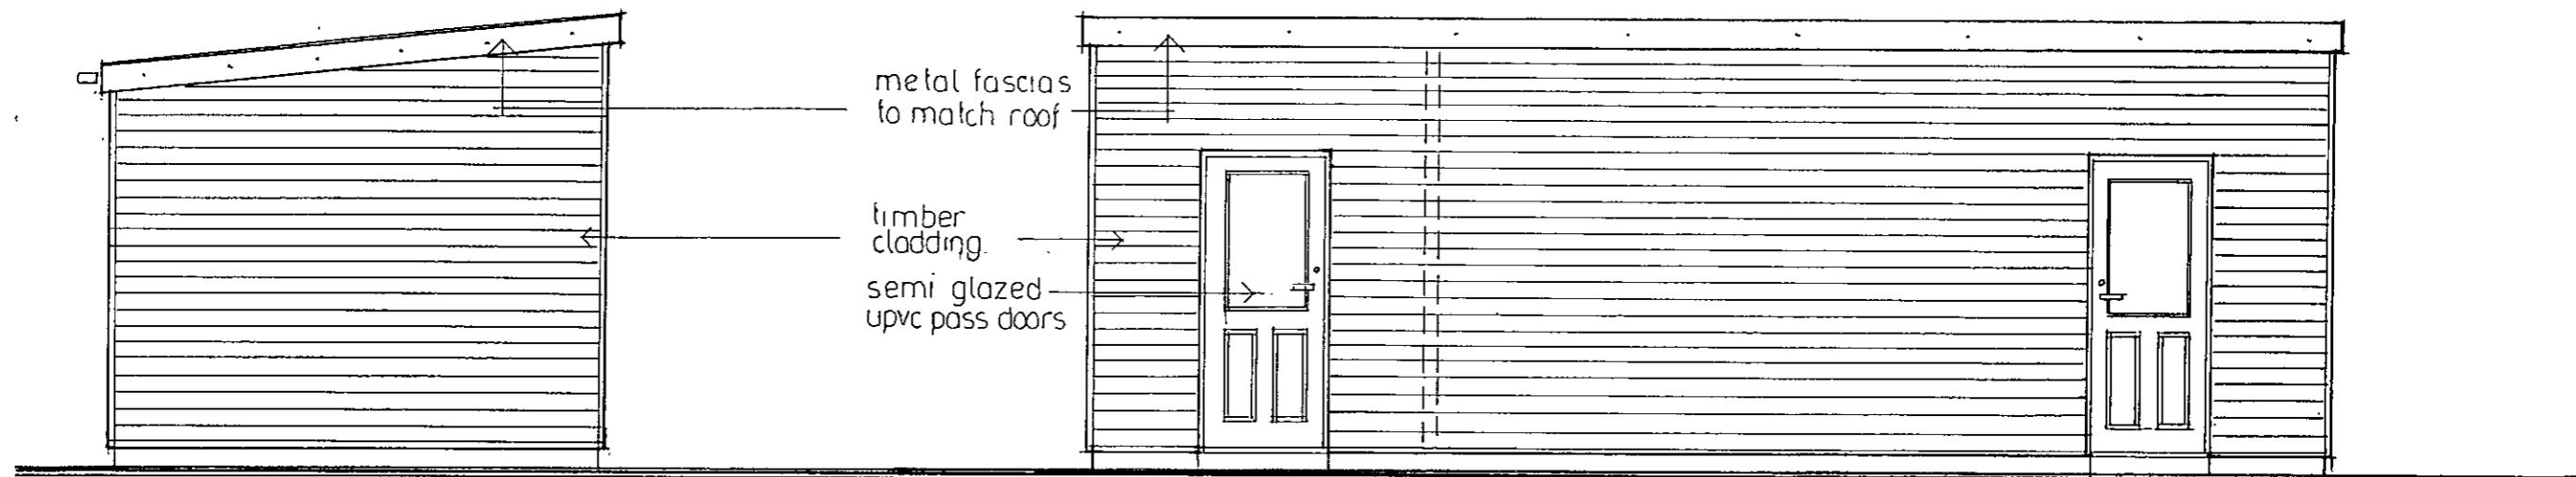 metal fascias
to match roof
timber
cladding.
semi glazed
upvc pass doors